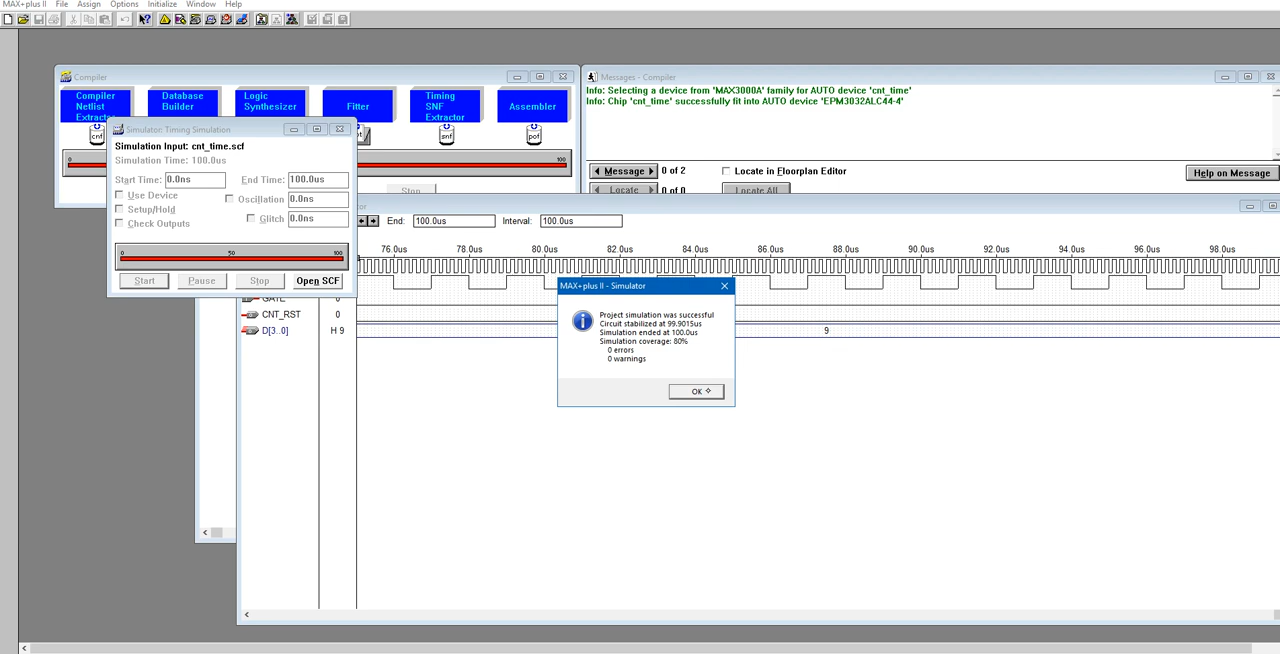 MAX+plus II File Assign Options Initialize Window Help
Compiler
Compiler Netlist Extractor
Database Builder
Logic Synthesizer
Fitter
Timing SNF Extractor
Assembler
cnf
snf
pof
0
100
Stop
Messages - Compiler
Info: Selecting a device from 'MAX3000A' family for AUTO device 'cnt_time'
Info: Chip 'cnt_time' successfully fit into AUTO device 'EPM3032ALC44-4'
Message 0 of 2 Locate in Floorplan Editor Help on Message
Locate 0 of 0 Locate All
Simulator: Timing Simulation
Simulation Input: cnt_time.scf
Simulation Time: 100.0us
Start Time: 0.0ns End Time: 100.0us
Use Device Oscillation 0.0ns
Setup/Hold Glitch 0.0ns
Check Outputs
0 50 100
Start Pause Stop Open SCF
End: 100.0us Interval: 100.0us
76.0us 78.0us 80.0us 82.0us 84.0us 86.0us 88.0us 90.0us 92.0us 94.0us 96.0us 98.0us
GATE 0
CNT_RST 0
D[3..0] H 9 9
MAX+plus II - Simulator
Project simulation was successful
Circuit stabilized at 99.9015us
Simulation ended at 100.0us
Simulation coverage: 80%
0 errors
0 warnings
OK